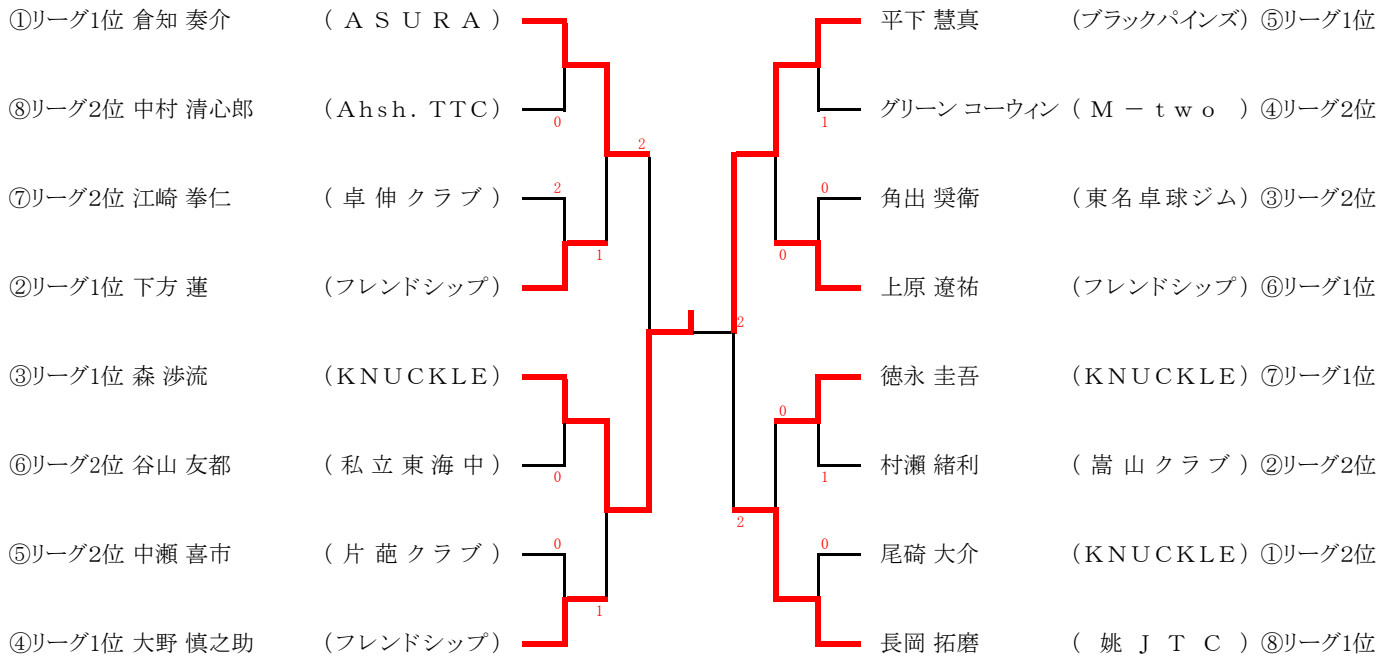 ①リーグ1位 倉知 奏介 (ASURA) 平下 慧真 (ブラックパインズ) ⑤リーグ1位
⑧リーグ2位 中村 清心郎 (Ahsh. TTC) 0 グリーン コーウィン (M-two) ④リーグ2位 1
2
⑦リーグ2位 江崎 拳仁 (卓伸クラブ) 2 角出 奨衛 (東名卓球ジム) ③リーグ2位 0
1 0
②リーグ1位 下方 蓮 (フレンドシップ) 上原 遼祐 (フレンドシップ) ⑥リーグ1位
2
③リーグ1位 森 渉流 (KNUCKLE) 徳永 圭吾 (KNUCKLE) ⑦リーグ1位
0
⑥リーグ2位 谷山 友都 (私立東海中) 0 村瀬 緒利 (嵩山クラブ) ②リーグ2位 1
2
⑤リーグ2位 中瀬 喜市 (片葩クラブ) 0 尾碕 大介 (KNUCKLE) ①リーグ2位 0
1
④リーグ1位 大野 慎之助 (フレンドシップ) 長岡 拓磨 (姚JTC) ⑧リーグ1位